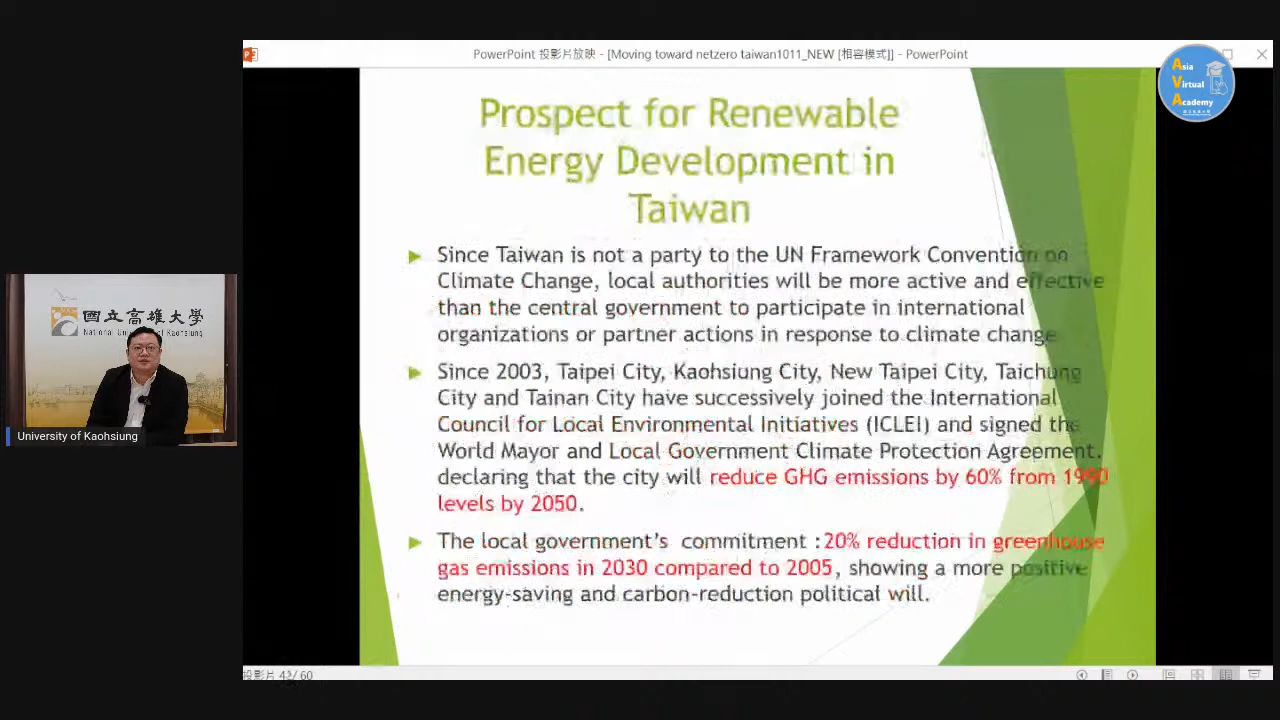 PowerPoint 投影片放映 - [Moving toward netzero taiwan1011_NEW [相容模式]] - PowerPoint
Asia
Virtual
Academy
Prospect for Renewable
Energy Development in
Taiwan
Since Taiwan is not a party to the UN Framework Convention on
Climate Change, local authorities will be more active and effective
than the central government to participate in international
organizations or partner actions in response to climate change
Since 2003, Taipei City, Kaohsiung City, New Taipei City, Taichung
City and Tainan City have successively joined the International
Council for Local Environmental Initiatives (ICLEI) and signed the
World Mayor and Local Government Climate Protection Agreement.
declaring that the city will reduce GHG emissions by 60% from 1990
levels by 2050.
The local government's commitment :20% reduction in greenhouse
gas emissions in 2030 compared to 2005, showing a more positive
energy-saving and carbon-reduction political will.
國立高雄大學
National University of Kaohsiung
University of Kaohsiung
投影片 42/60